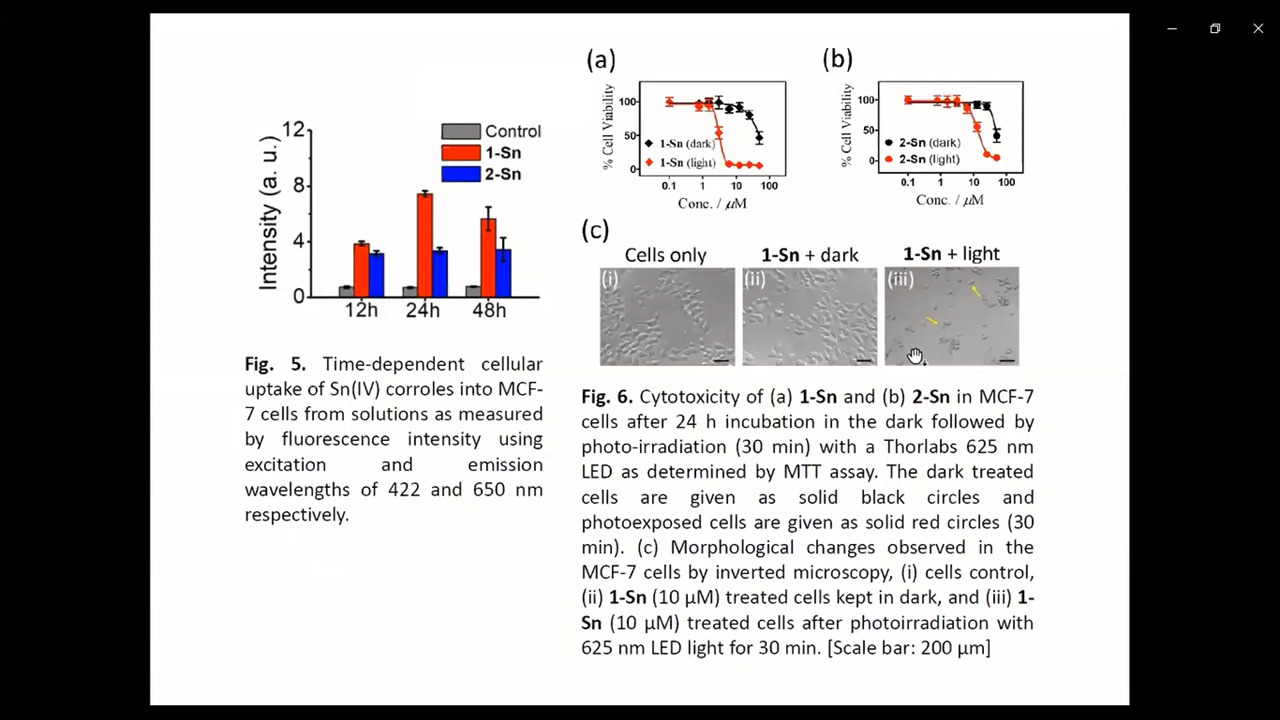 12
8
4
0
Intensity (a. u.)
Control
1-Sn
2-Sn
12h 24h 48h
Fig. 5. Time-dependent cellular
uptake of Sn(IV) corroles into MCF-
7 cells from solutions as measured
by fluorescence intensity using
excitation and emission
wavelengths of 422 and 650 nm
respectively.
(a)
% Cell Viability
100
50
0
1-Sn (dark)
1-Sn (light)
0.1 1 10 100
Conc. / µM
(b)
% Cell Viability
100
50
0
2-Sn (dark)
2-Sn (light)
0.1 1 10 100
Conc. / µM
(c)
Cells only 1-Sn + dark 1-Sn + light
(i) (ii) (iii)
Fig. 6. Cytotoxicity of (a) 1-Sn and (b) 2-Sn in MCF-7
cells after 24 h incubation in the dark followed by
photo-irradiation (30 min) with a Thorlabs 625 nm
LED as determined by MTT assay. The dark treated
cells are given as solid black circles and
photoexposed cells are given as solid red circles (30
min). (c) Morphological changes observed in the
MCF-7 cells by inverted microscopy, (i) cells control,
(ii) 1-Sn (10 µM) treated cells kept in dark, and (iii) 1-
Sn (10 µM) treated cells after photoirradiation with
625 nm LED light for 30 min. [Scale bar: 200 µm]